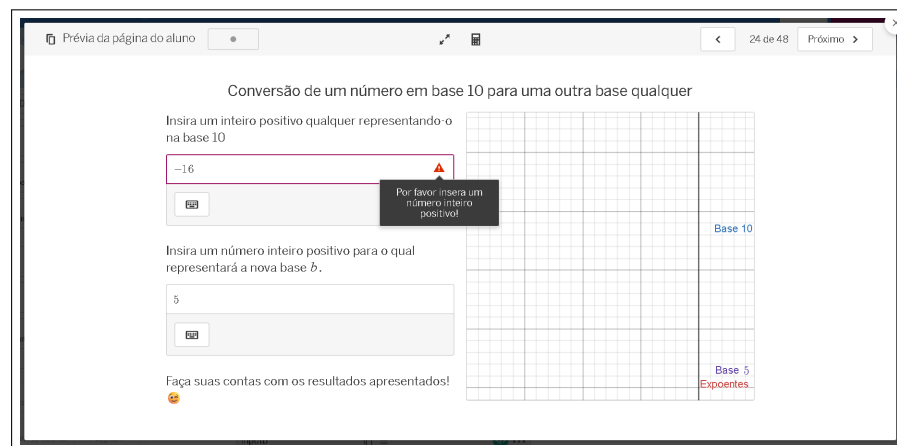 Prévia da página do aluno
24 de 48
Próximo
Conversão de um número em base 10 para uma outra base qualquer
Insira um inteiro positivo qualquer representando-o
na base 10
−16
Por favor insera um
número inteiro
positivo!
Insira um número inteiro positivo para o qual
representará a nova base b.
5
Faça suas contas com os resultados apresentados!
Base 10
Base 5
Expoentes